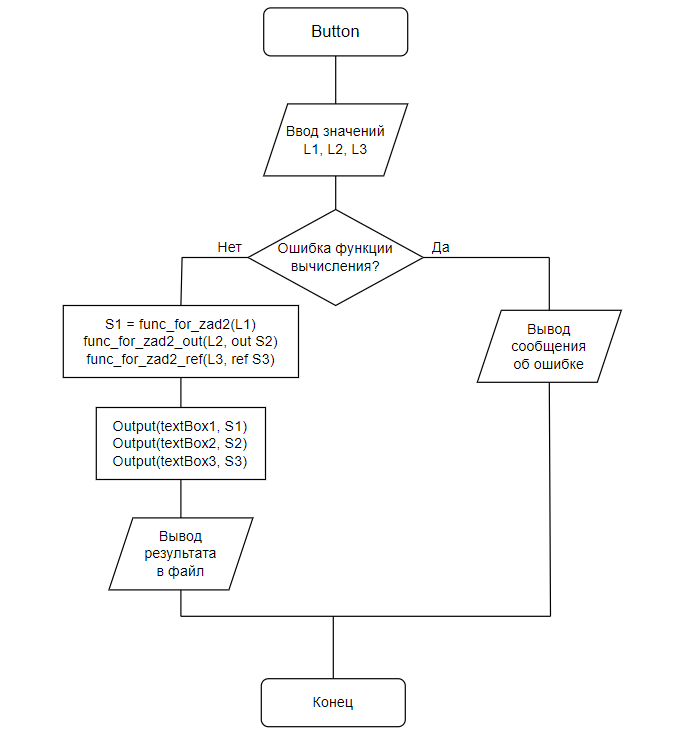 Button
Ввод значений
L1, L2, L3
Ошибка функции
вычисления?
Нет
Да
S1 = func_for_zad2(L1)
func_for_zad2_out(L2, out S2)
func_for_zad2_ref(L3, ref S3)
Вывод
сообщения
об ошибке
Output(textBox1, S1)
Output(textBox2, S2)
Output(textBox3, S3)
Вывод
результата
в файл
Конец